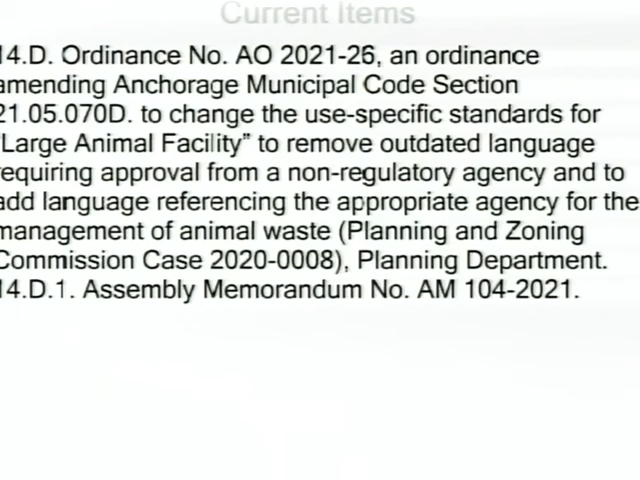 Current Items
14.D. Ordinance No. AO 2021-26, an ordinance
amending Anchorage Municipal Code Section
21.05.070D. to change the use-specific standards for
"Large Animal Facility" to remove outdated language
requiring approval from a non-regulatory agency and to
add language referencing the appropriate agency for the
management of animal waste (Planning and Zoning
Commission Case 2020-0008), Planning Department.
14.D.1. Assembly Memorandum No. AM 104-2021.